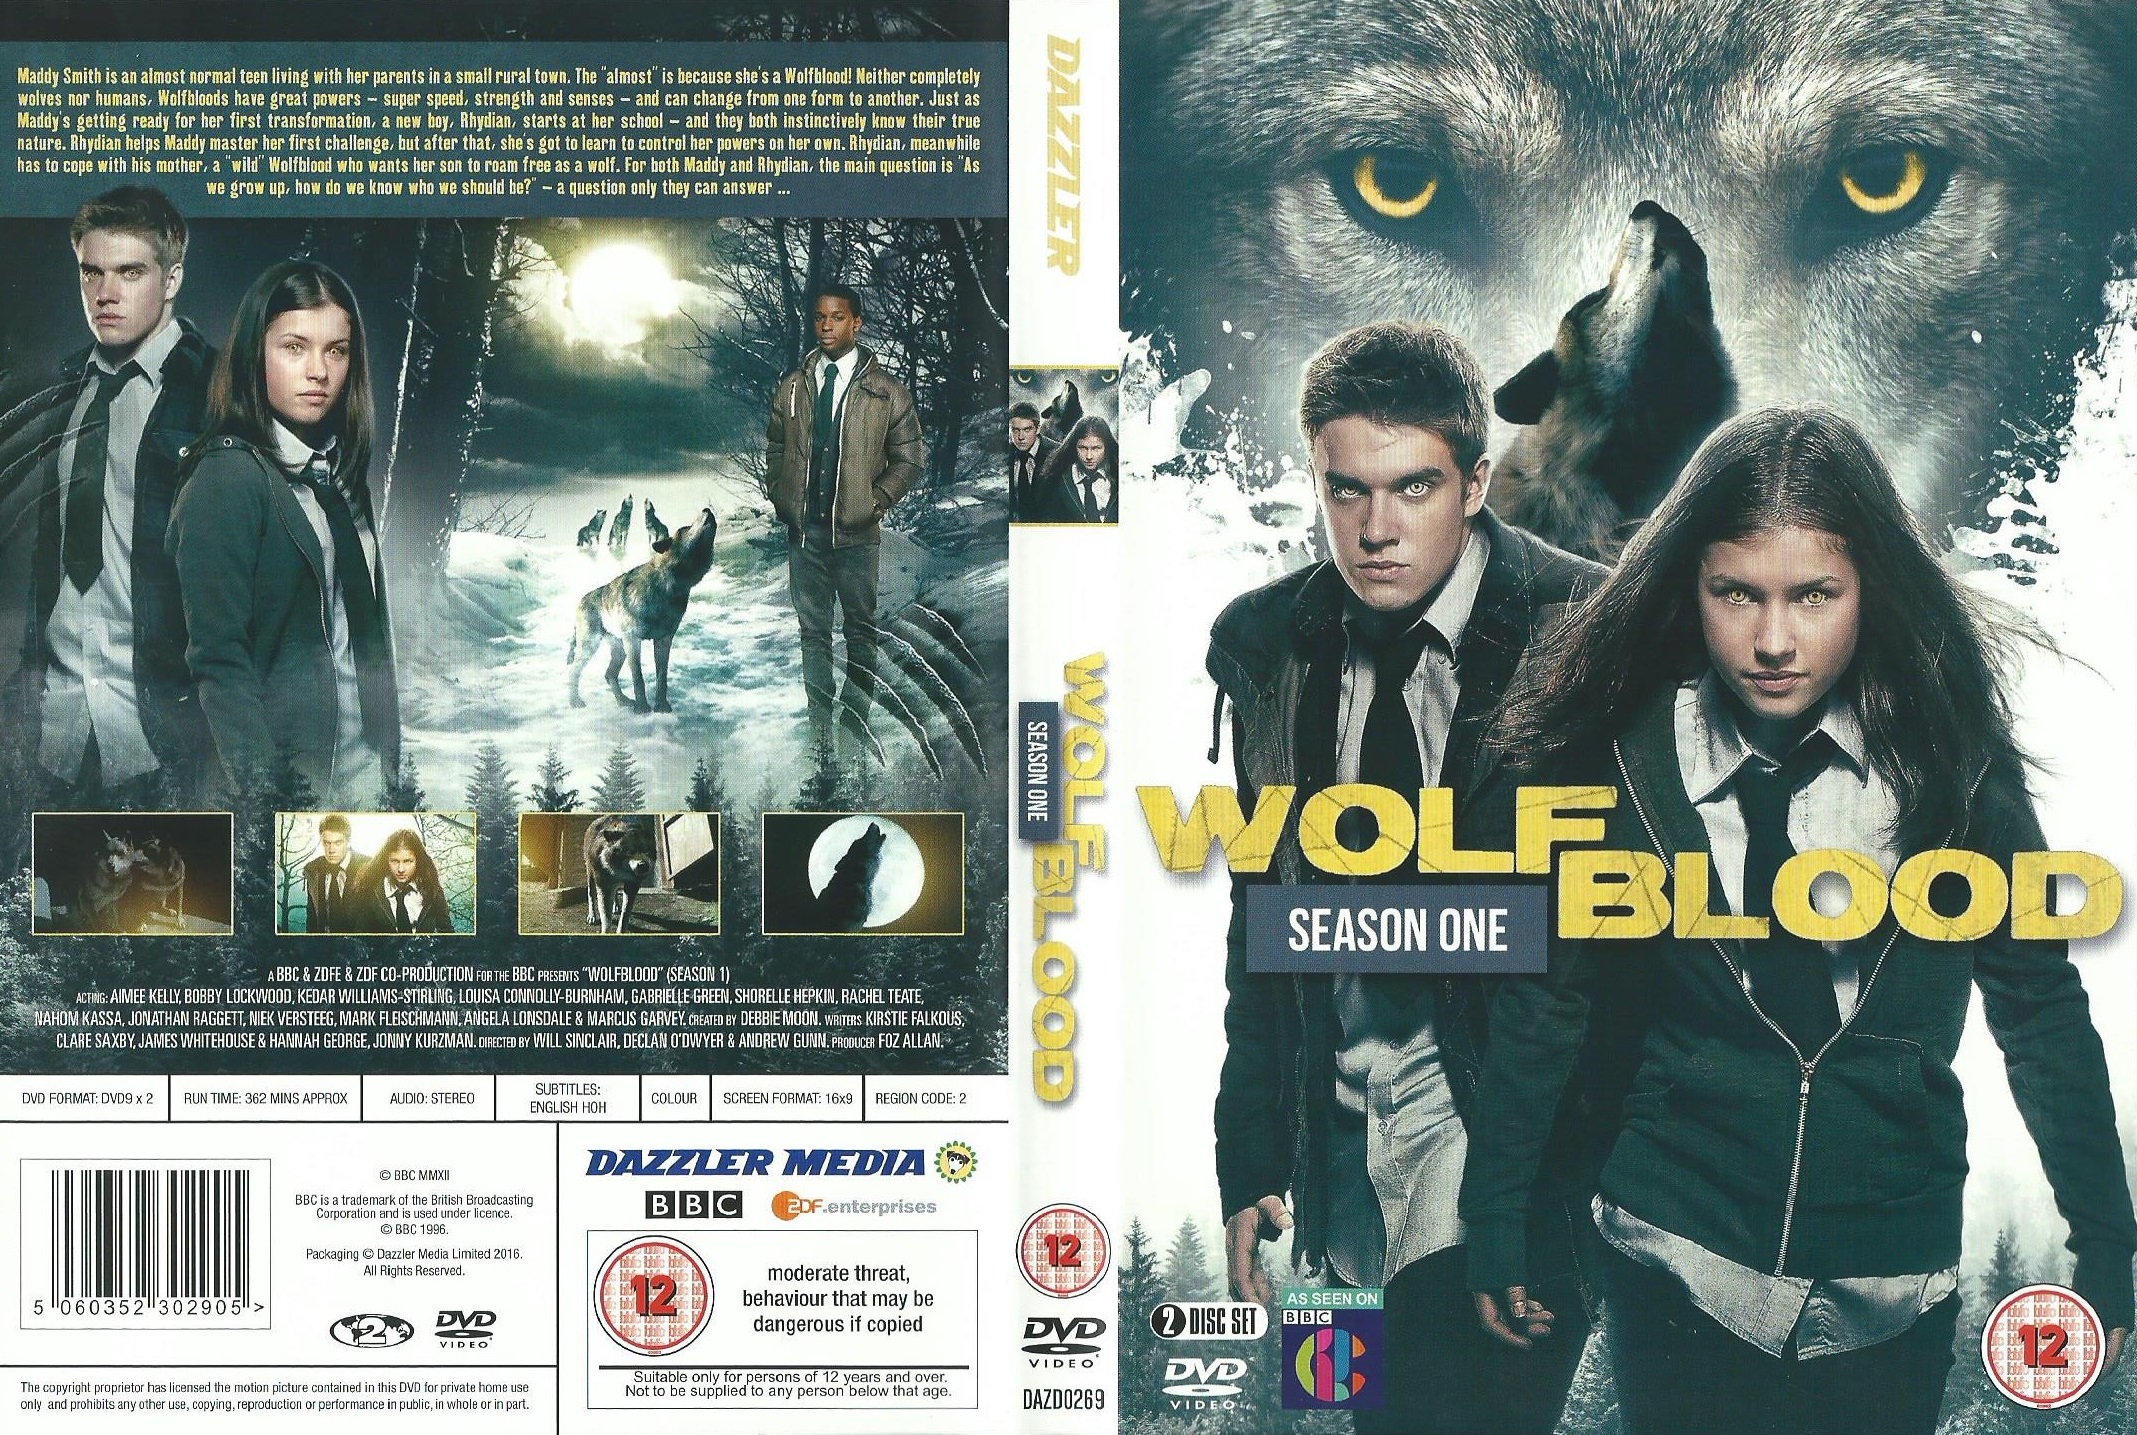 Maddy Smith is an almost normal teen living with her parents in a small rural town. The "almost" is because she's a Wolfblood! Neither completely
wolves nor humans, Wolfbloods have great powers – super speed, strength and senses – and can change from one form to another. Just as
Maddy's getting ready for her first transformation, a new boy, Rhydian, starts at her school – and they both instinctively know their true
nature. Rhydian helps Maddy master her first challenge, but after that, she's got to learn to control her powers on her own. Rhydian, meanwhile
has to cope with his mother, a "wild" Wolfblood who wants her son to roam free as a wolf. For both Maddy and Rhydian, the main question is "As
we grow up, how do we know who we should be?" – a question only they can answer ...
A BBC & ZDFE & ZDF CO-PRODUCTION FOR THE BBC PRESENTS "WOLFBLOOD" (SEASON 1)
ACTING: AIMEE KELLY, BOBBY LOCKWOOD, KEDAR WILLIAMS-STIRLING, LOUISA CONNOLLY-BURNHAM, GABRIELLE GREEN, SHORELLE HEPKIN, RACHEL TEATE,
NAHOM KASSA, JONATHAN RAGGETT, NIEK VERSTEEG, MARK FLEISCHMANN, ANGELA LONSDALE & MARCUS GARVEY. CREATED BY DEBBIE MOON. WRITERS KIRSTIE FALKOUS,
CLARE SAXBY, JAMES WHITEHOUSE & HANNAH GEORGE, JONNY KURZMAN. DIRECTED BY WILL SINCLAIR, DECLAN O'DWYER & ANDREW GUNN. PRODUCER FOZ ALLAN.
DVD FORMAT: DVD9 x 2
RUN TIME: 362 MINS APPROX
AUDIO: STEREO
SUBTITLES:
ENGLISH HOH
COLOUR
SCREEN FORMAT: 16x9
REGION CODE: 2
5 060352 302905 >
© BBC MMXII
BBC is a trademark of the British Broadcasting
Corporation and is used under licence.
© BBC 1996.
Packaging © Dazzler Media Limited 2016.
All Rights Reserved.
2
DVD
VIDEO
The copyright proprietor has licensed the motion picture contained in this DVD for private home use
only and prohibits any other use, copying, reproduction or performance in public, in whole or in part.
DAZZLER MEDIA
BBC
ZDF.enterprises
12
moderate threat,
behaviour that may be
dangerous if copied
Suitable only for persons of 12 years and over.
Not to be supplied to any person below that age.
DAZZLER
WOLFBLOOD
SEASON ONE
12
DVD
VIDEO
DAZD0269
WOLF
BLOOD
SEASON ONE
2 DISC SET
DVD
VIDEO
AS SEEN ON
BBC
12